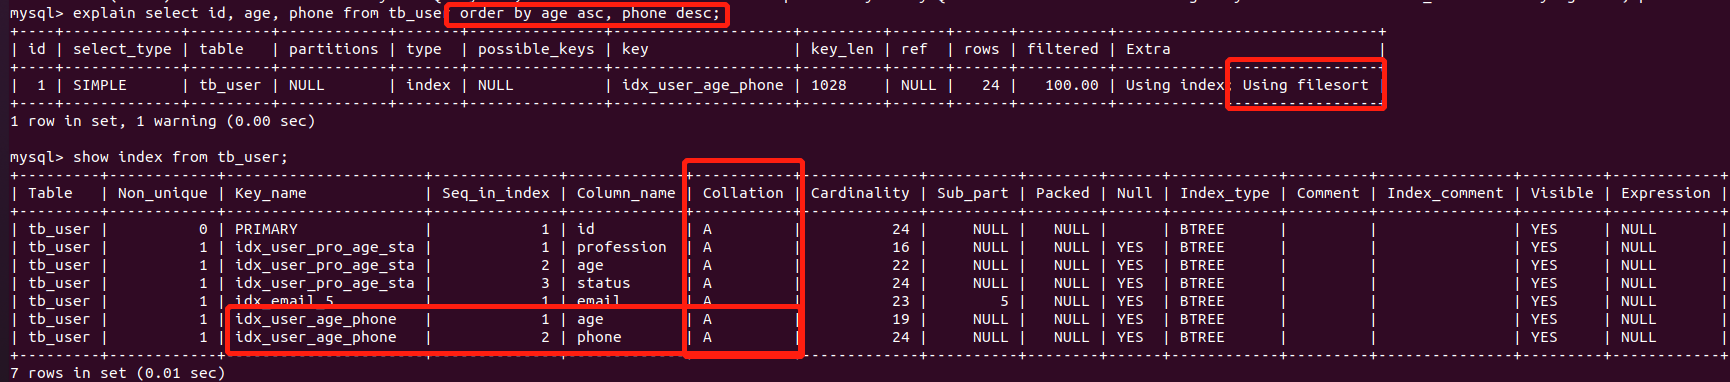 mysql> explain select id, age, phone from tb_user order by age asc, phone desc;
+----+-------------+---------+------------+-------+---------------+--------------------+---------+------+------+----------+-----------------------------+
| id | select_type | table   | partitions | type  | possible_keys | key                | key_len | ref  | rows | filtered | Extra                       |
+----+-------------+---------+------------+-------+---------------+--------------------+---------+------+------+----------+-----------------------------+
|  1 | SIMPLE      | tb_user | NULL       | index | NULL          | idx_user_age_phone | 1028    | NULL |   24 |   100.00 | Using index; Using filesort |
+----+-------------+---------+------------+-------+---------------+--------------------+---------+------+------+----------+-----------------------------+
1 row in set, 1 warning (0.00 sec)
mysql> show index from tb_user;
+---------+------------+----------------------+--------------+-------------+-----------+-------------+----------+--------+------+------------+---------+---------------+---------+------------+
| Table   | Non_unique | Key_name             | Seq_in_index | Column_name | Collation | Cardinality | Sub_part | Packed | Null | Index_type | Comment | Index_comment | Visible | Expression |
+---------+------------+----------------------+--------------+-------------+-----------+-------------+----------+--------+------+------------+---------+---------------+---------+------------+
| tb_user |          0 | PRIMARY              |            1 | id          | A         |          24 |     NULL |   NULL |      | BTREE      |         |               | YES     | NULL       |
| tb_user |          1 | idx_user_pro_age_sta |            1 | profession  | A         |          16 |     NULL |   NULL | YES  | BTREE      |         |               | YES     | NULL       |
| tb_user |          1 | idx_user_pro_age_sta |            2 | age         | A         |          22 |     NULL |   NULL | YES  | BTREE      |         |               | YES     | NULL       |
| tb_user |          1 | idx_user_pro_age_sta |            3 | status      | A         |          24 |     NULL |   NULL | YES  | BTREE      |         |               | YES     | NULL       |
| tb_user |          1 | idx_email_5          |            1 | email       | A         |          23 |        5 |   NULL | YES  | BTREE      |         |               | YES     | NULL       |
| tb_user |          1 | idx_user_age_phone   |            1 | age         | A         |          19 |     NULL |   NULL | YES  | BTREE      |         |               | YES     | NULL       |
| tb_user |          1 | idx_user_age_phone   |            2 | phone       | A         |          24 |     NULL |   NULL | YES  | BTREE      |         |               | YES     | NULL       |
+---------+------------+----------------------+--------------+-------------+-----------+-------------+----------+--------+------+------------+---------+---------------+---------+------------+
7 rows in set (0.01 sec)